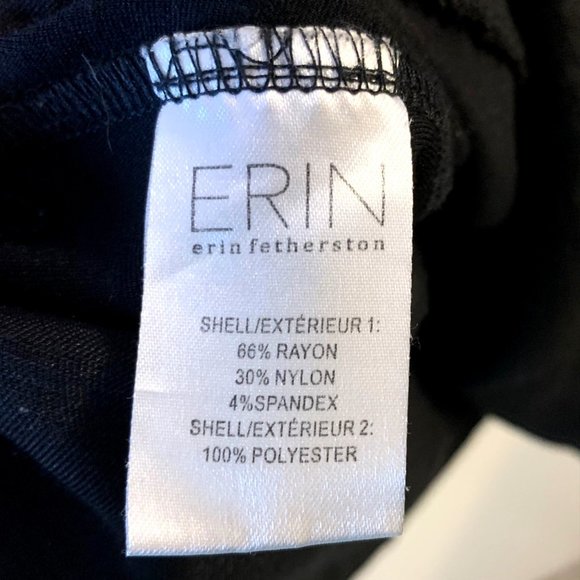 ERIN
erin fetherston
SHELL/EXTÉRIEUR 1:
66% RAYON
30% NYLON
4%SPANDEX
SHELL/EXTÉRIEUR 2:
100% POLYESTER